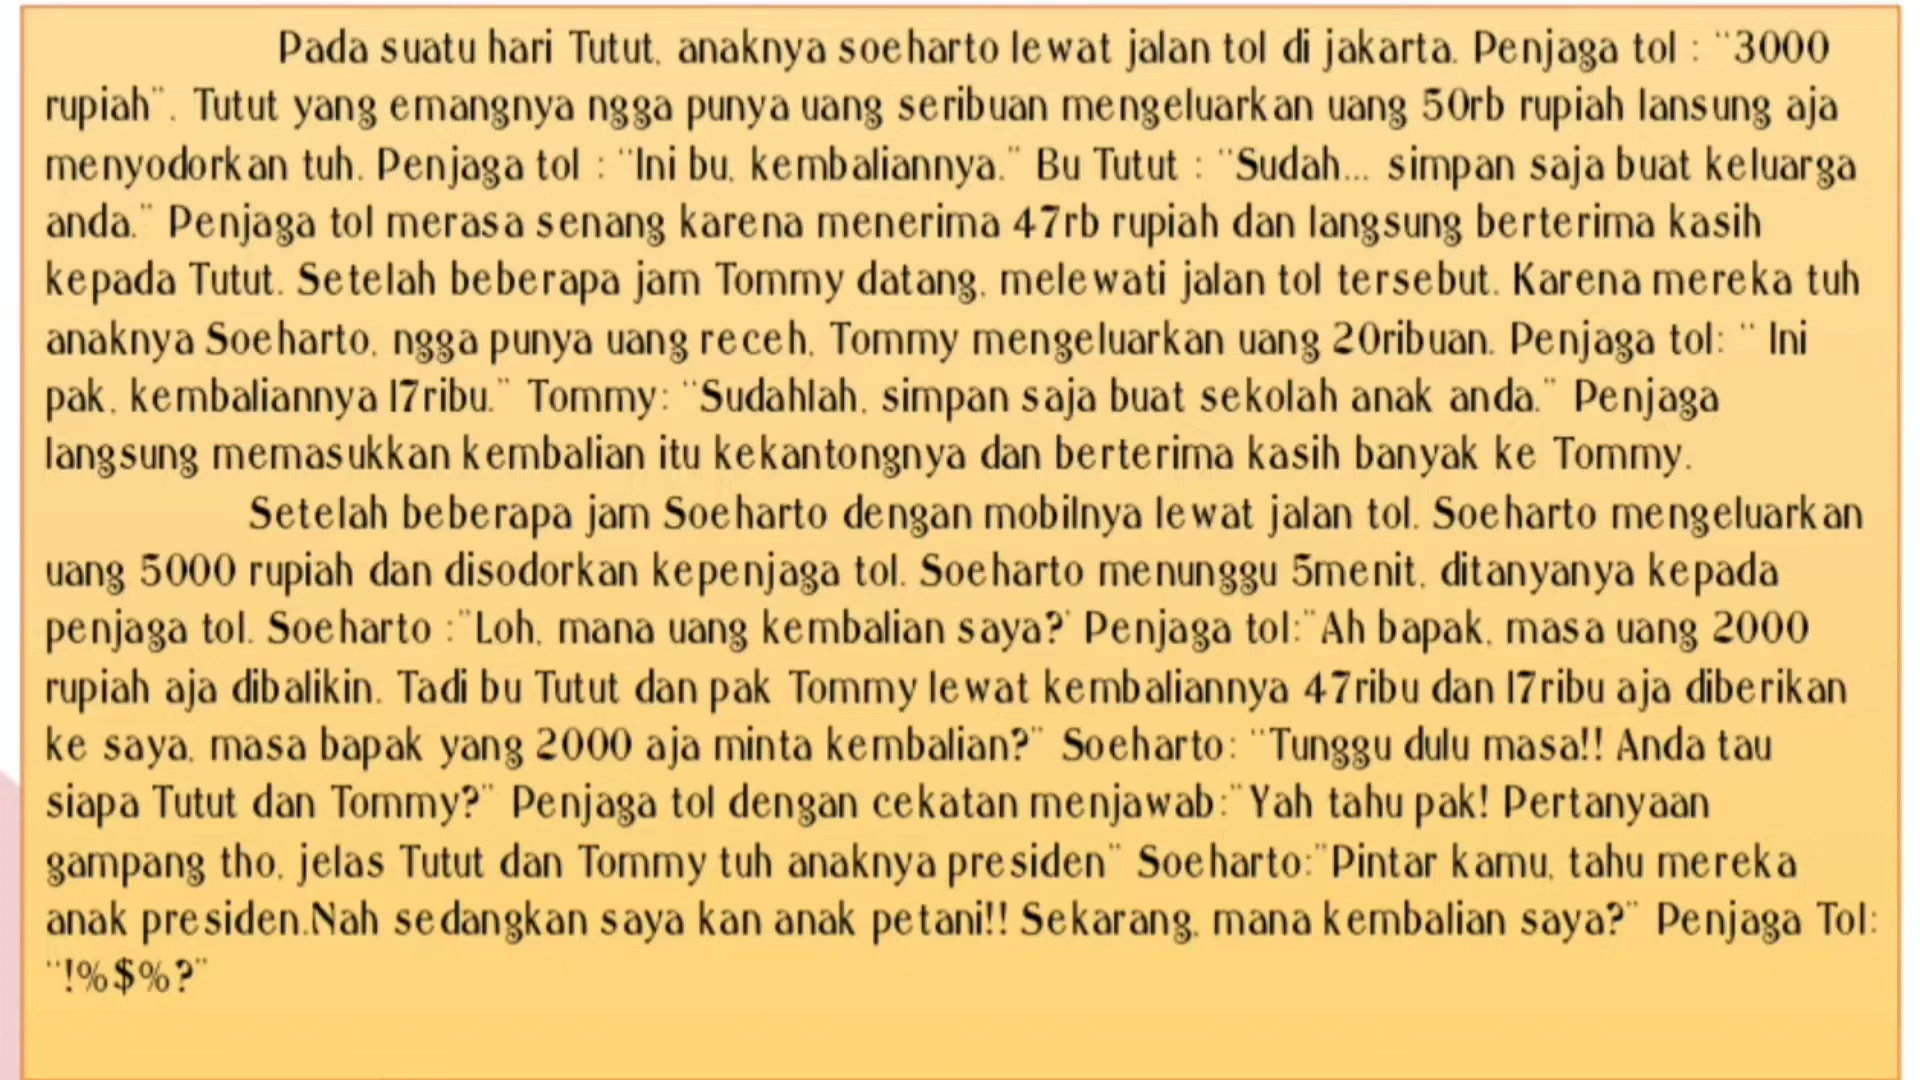 Pada suatu hari Tutut, anaknya soeharto lewat jalan tol di jakarta. Penjaga tol : "3000
rupiah". Tutut yang emangnya ngga punya uang seribuan mengeluarkan uang 50rb rupiah lansung aja
menyodorkan tuh. Penjaga tol : "Ini bu, kembaliannya." Bu Tutut : "Sudah... simpan saja buat keluarga
anda." Penjaga tol merasa senang karena menerima 47rb rupiah dan langsung berterima kasih
kepada Tutut. Setelah beberapa jam Tommy datang, melewati jalan tol tersebut. Karena mereka tuh
anaknya Soeharto, ngga punya uang receh, Tommy mengeluarkan uang 20ribuan. Penjaga tol: " Ini
pak, kembaliannya 17ribu." Tommy: "Sudahlah, simpan saja buat sekolah anak anda." Penjaga
langsung memasukkan kembalian itu kekantongnya dan berterima kasih banyak ke Tommy.
Setelah beberapa jam Soeharto dengan mobilnya lewat jalan tol. Soeharto mengeluarkan
uang 5000 rupiah dan disodorkan kepenjaga tol. Soeharto menunggu 5menit, ditanyanya kepada
penjaga tol. Soeharto :"Loh, mana uang kembalian saya?' Penjaga tol:"Ah bapak, masa uang 2000
rupiah aja dibalikin. Tadi bu Tutut dan pak Tommy lewat kembaliannya 47ribu dan 17ribu aja diberikan
ke saya, masa bapak yang 2000 aja minta kembalian?" Soeharto: "Tunggu dulu masa!! Anda tau
siapa Tutut dan Tommy?" Penjaga tol dengan cekatan menjawab:"Yah tahu pak! Pertanyaan
gampang tho, jelas Tutut dan Tommy tuh anaknya presiden" Soeharto:"Pintar kamu, tahu mereka
anak presiden.Nah sedangkan saya kan anak petani!! Sekarang, mana kembalian saya?" Penjaga Tol:
"!%$%?"